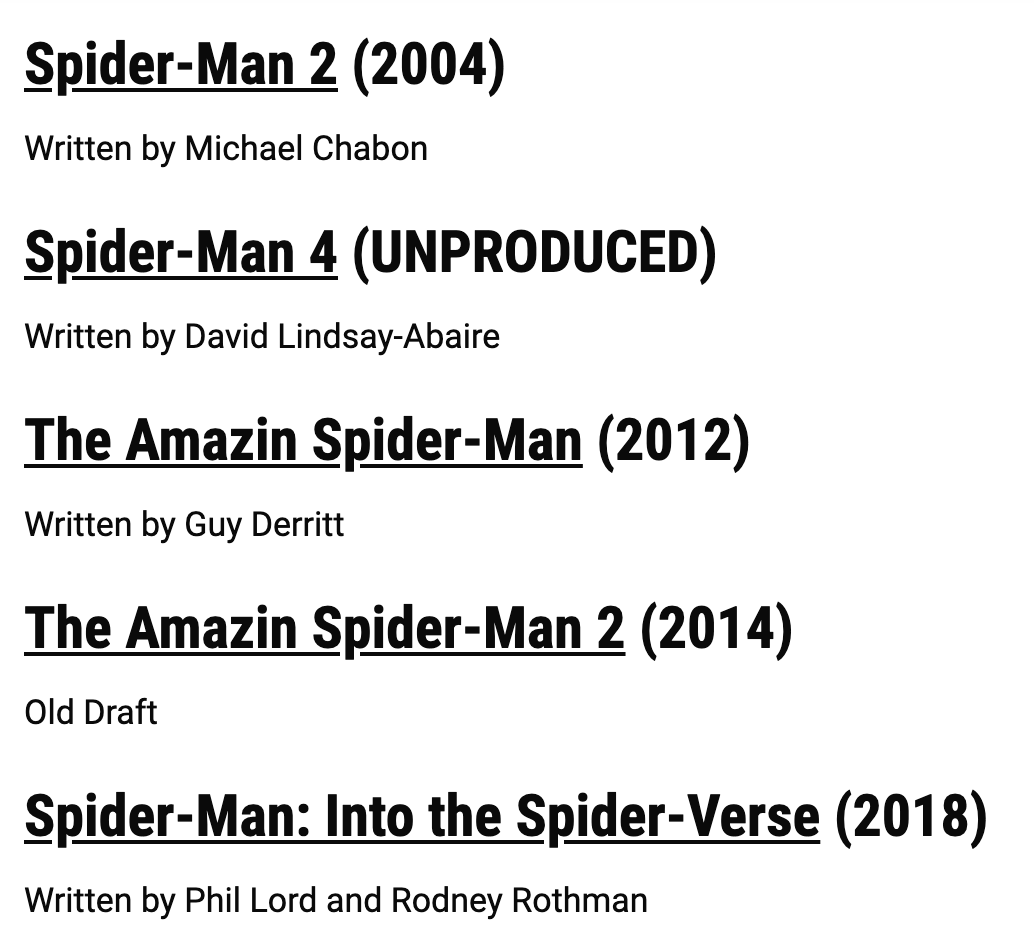 Spider-Man 2 (2004)
Written by Michael Chabon
Spider-Man 4 (UNPRODUCED)
Written by David Lindsay-Abaire
The Amazin Spider-Man (2012)
Written by Guy Derritt
The Amazin Spider-Man 2 (2014)
Old Draft
Spider-Man: Into the Spider-Verse (2018)
Written by Phil Lord and Rodney Rothman